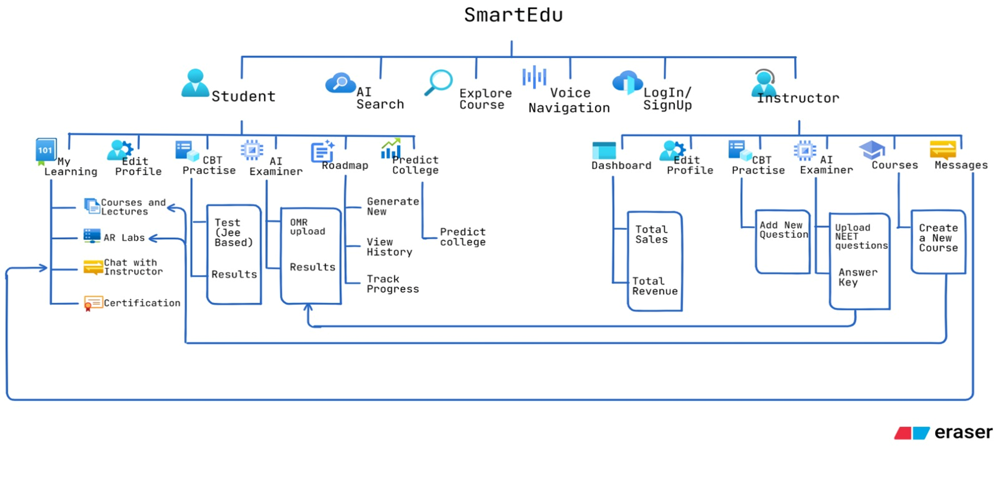 SmartEdu
Student
AI
Search
Explore
Course
Voice
Navigation
LogIn/
SignUp
Instructor
101
My
Learning
Edit
Profile
CBT
Practise
AI
Examiner
Roadmap
Predict
College
Dashboard
Edit
Profile
CBT
Practise
AI
Examiner
Courses
Messages
Courses and
Lectures
AR Labs
Chat with
Instructor
Certification
Test
(Jee
Based)
Results
OMR
upload
Results
Generate
New
View
History
Track
Progress
Predict
college
Total
Sales
Total
Revenue
Add New
Question
Upload
NEET
questions
Answer
Key
Create
a New
Course
eraser